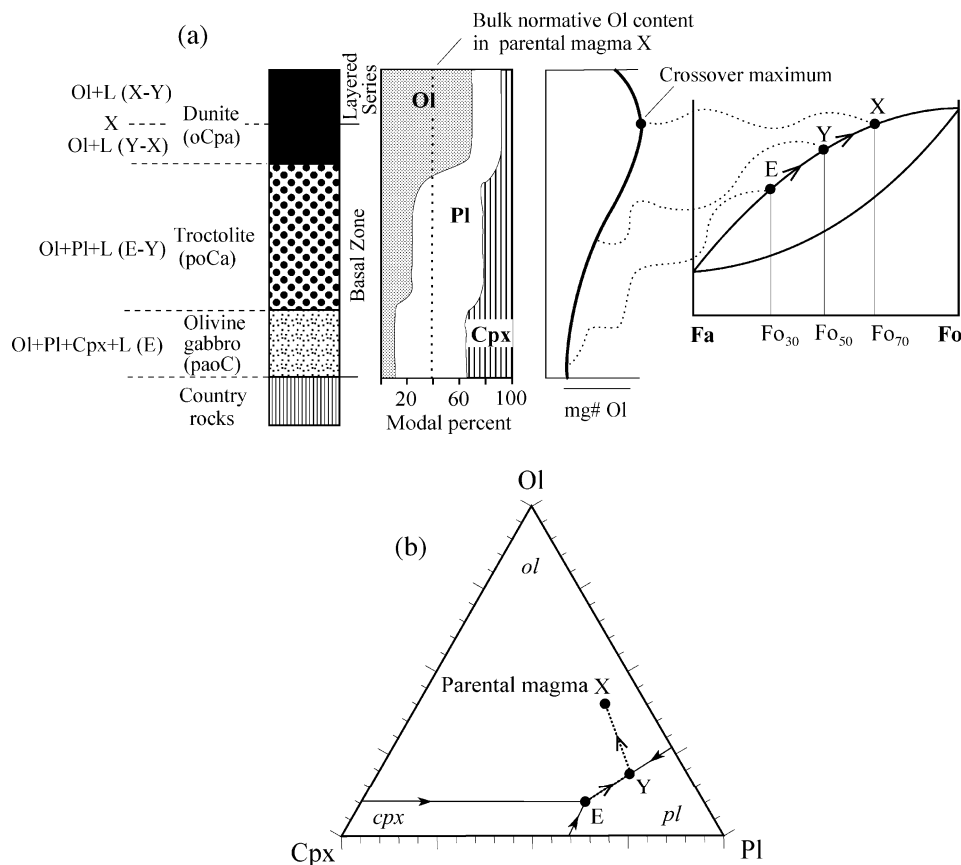 (a)
Bulk normative Ol content
in parental magma X
Crossover maximum
Ol+L (X-Y)
X
Ol+L (Y-X)
Dunite
(oCpa)
Layered
Series
Ol
Ol+Pl+L (E-Y)
Troctolite
(poCa)
Basal Zone
Pl
Ol+Pl+Cpx+L (E)
Olivine
gabbro
(paoC)
Cpx
Country
rocks
20 60 100
Modal percent
mg# Ol
X
Y
E
Fa Fo30 Fo50 Fo70 Fo
(b)
Ol
ol
Parental magma X
Y
E
cpx
pl
Cpx
Pl